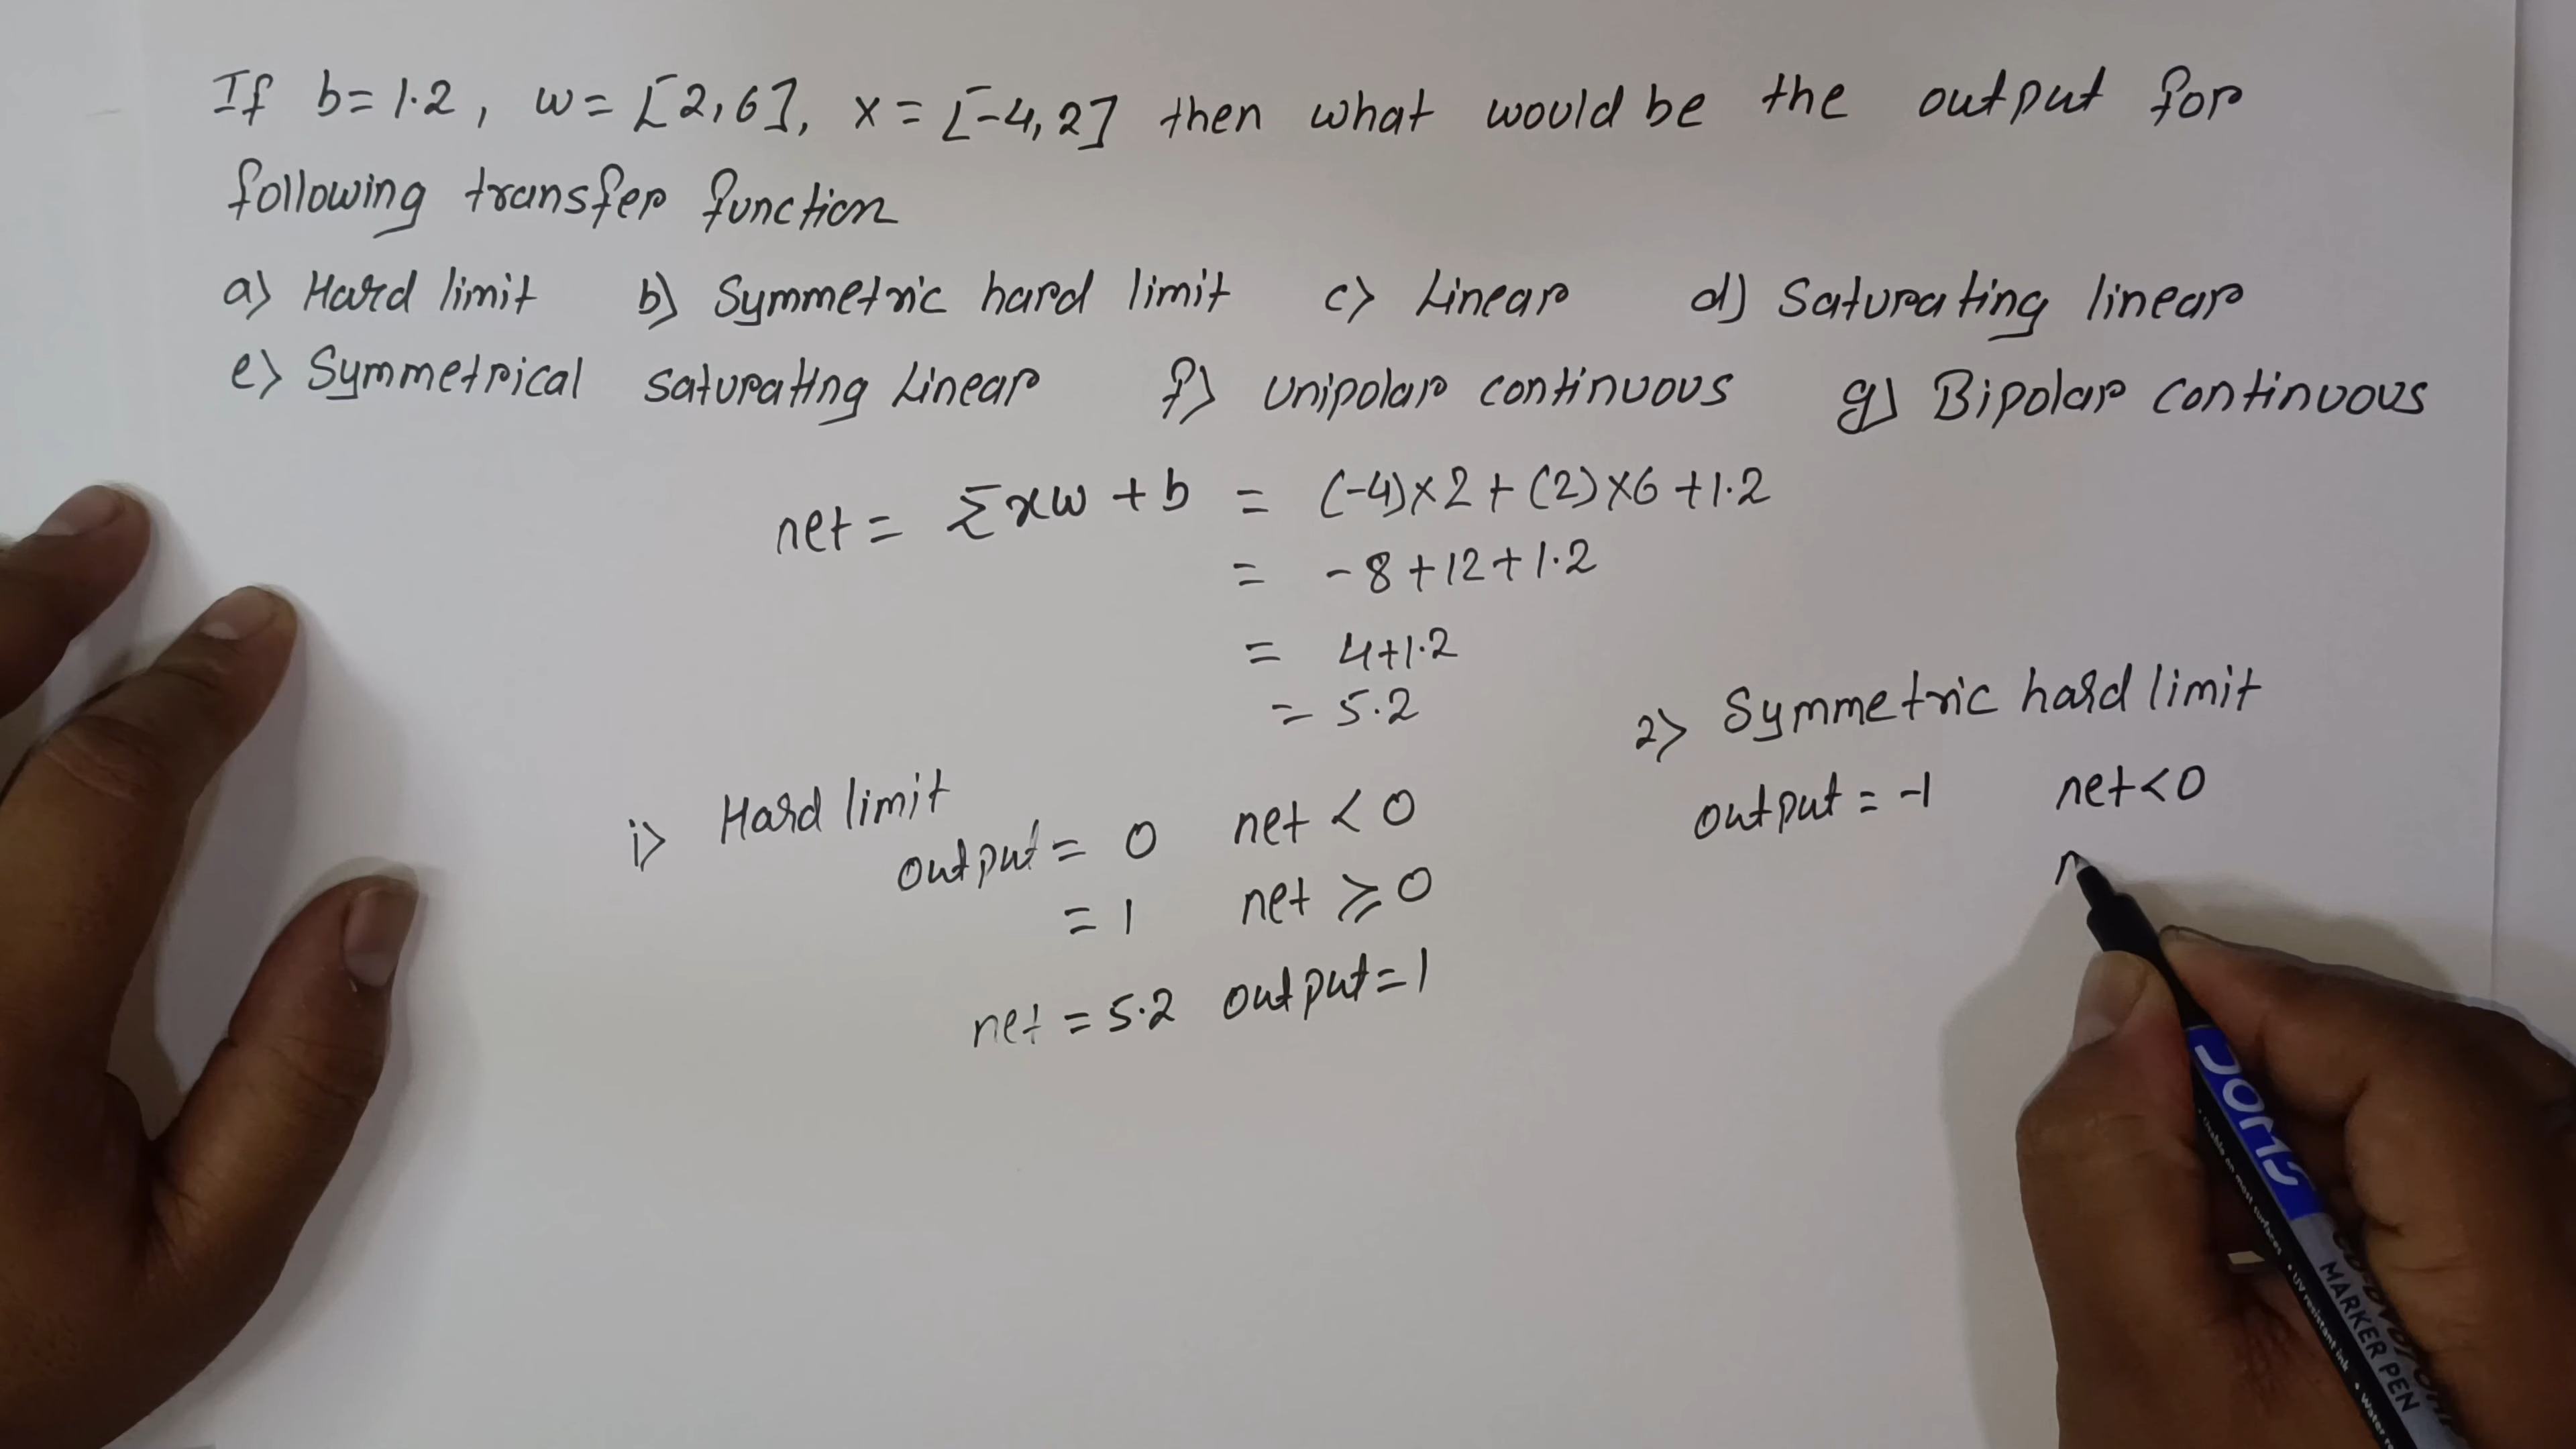 If b=1.2, w=[2,6], x=[-4,2] then what would be the output for
following transfer function
a) Hard limit b) Symmetric hard limit c) Linear d) Saturating linear
e) Symmetrical saturating Linear f) Unipolar continuous g) Bipolar continuous
net = Σxw + b = (-4)×2 + (2)×6 + 1.2
= -8+12+1.2
= 4+1.2
= 5.2
i) Hard limit
output = 0 net < 0
= 1 net ⩾ 0
net = 5.2 output = 1
2) Symmetric hard limit
output = -1 net < 0
n
DOMS
MARKER PEN